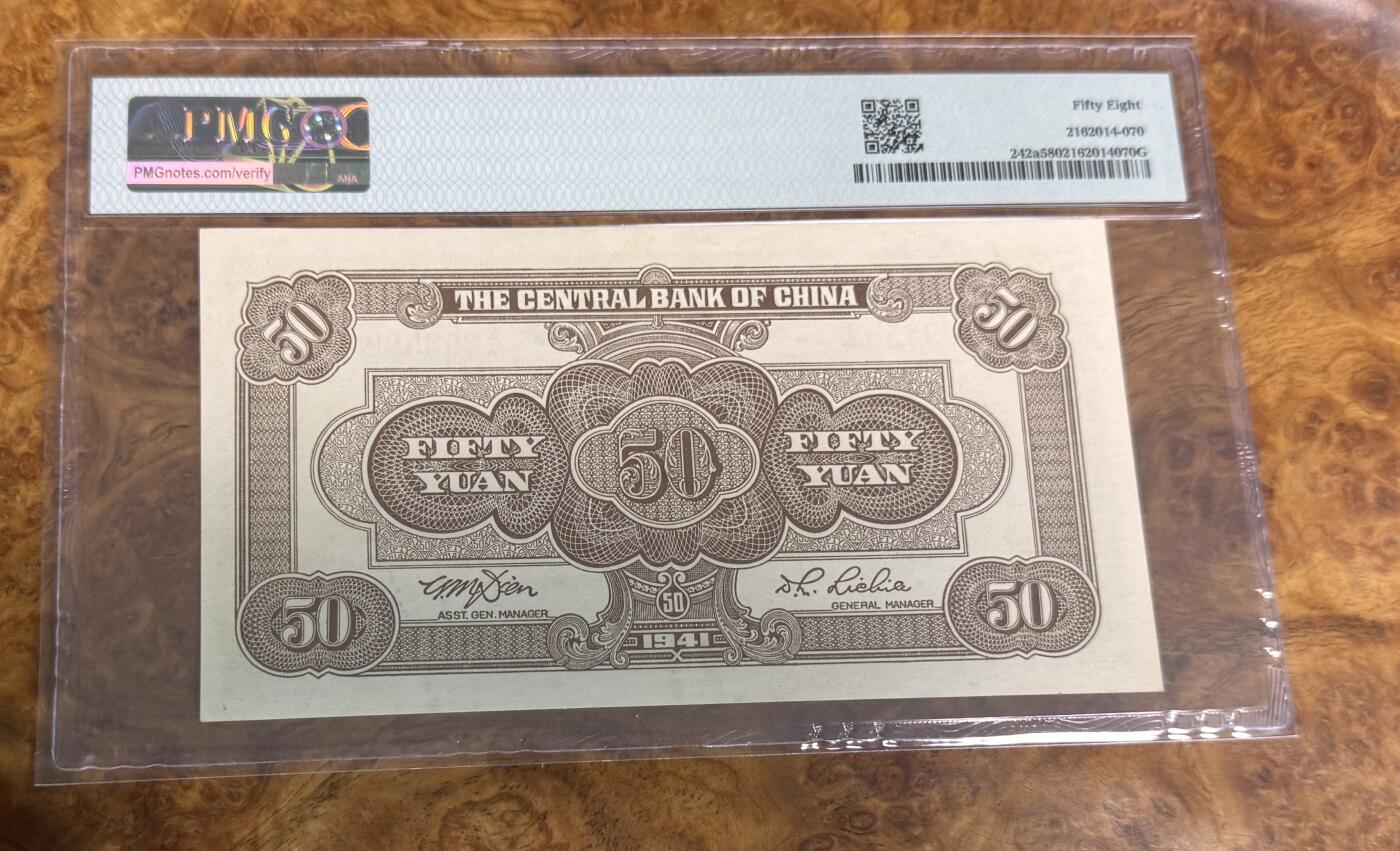 PMG
PMGnotes.com/verify
ANA
Fifty Eight
2162014-070
242a5802162014070G
THE CENTRAL BANK OF CHINA
50
50
FIFTY
YUAN
50
FIFTY
YUAN
ASST. GEN. MANAGER
GENERAL MANAGER
50
50
50
1941